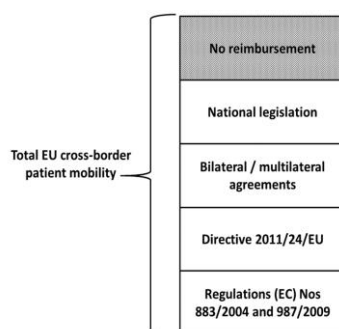 No reimbursement
National legislation
Total EU cross-border
patient mobility
Bilateral / multilateral
agreements
Directive 2011/24/EU
Regulations (EC) Nos
883/2004 and 987/2009